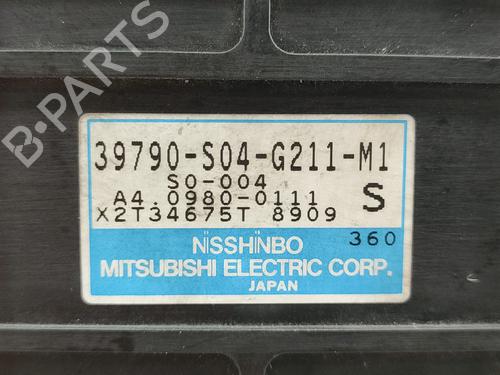 B-PARTS
39790-S04-G211-M1
S0-004
A4.0980-0111 S
X2T34675T 8909
NiSSHiNBO 360
MITSUBISHI ELECTRIC CORP.
JAPAN